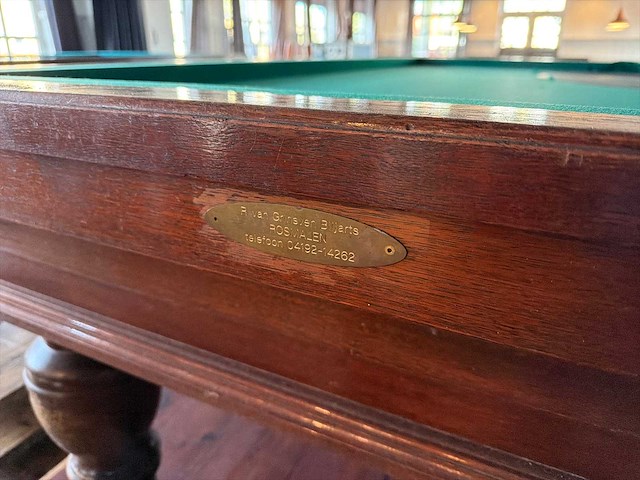 P. van Grinsven Biljarts
ROSMALEN
telefoon 04192-14262